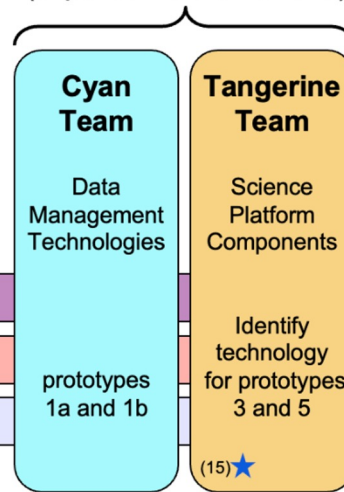 Cyan
Team
Data
Management
Technologies
prototypes
1a and 1b
Tangerine
Team
Science
Platform
Components
Identify
technology
for prototypes
3 and 5
(15)